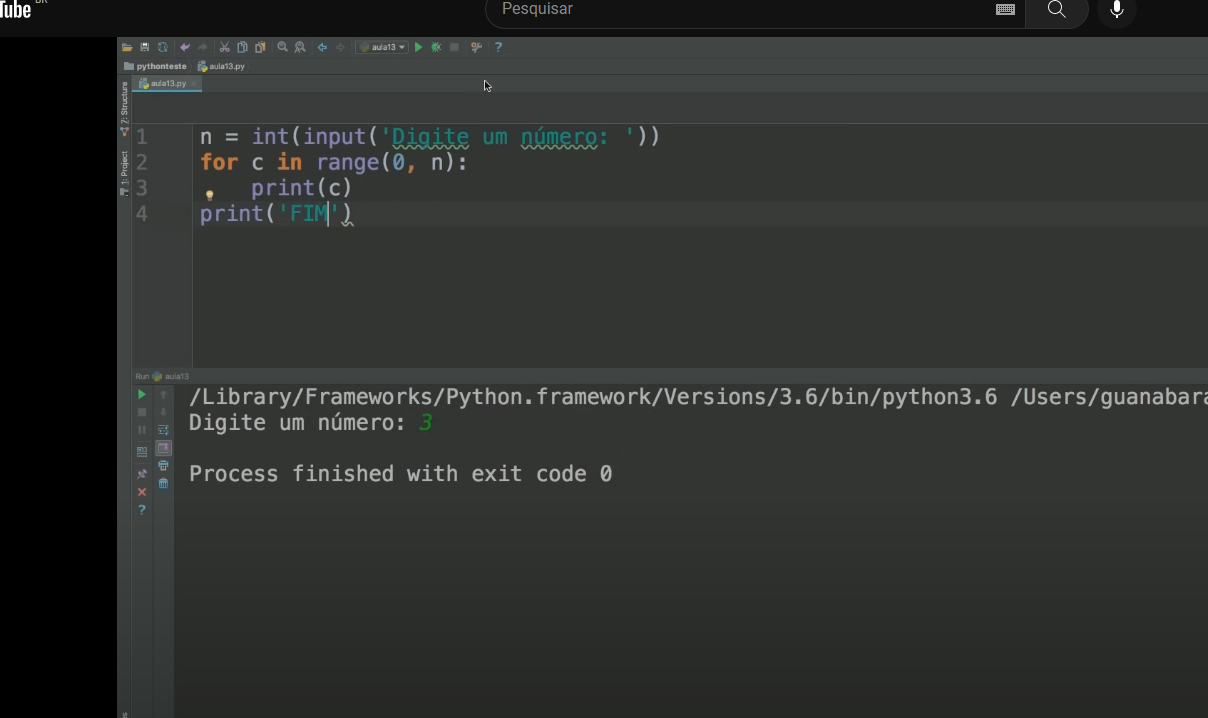 Tube BR
Pesquisar
aula13
pythonteste
aula13.py
aula13.py
2: Structure
1: Project
1 n = int(input('Digite um número: '))
2 for c in range(0, n):
3     print(c)
4 print('FIM')
Run aula13
/Library/Frameworks/Python.framework/Versions/3.6/bin/python3.6 /Users/guanabara
Digite um número: 3
Process finished with exit code 0